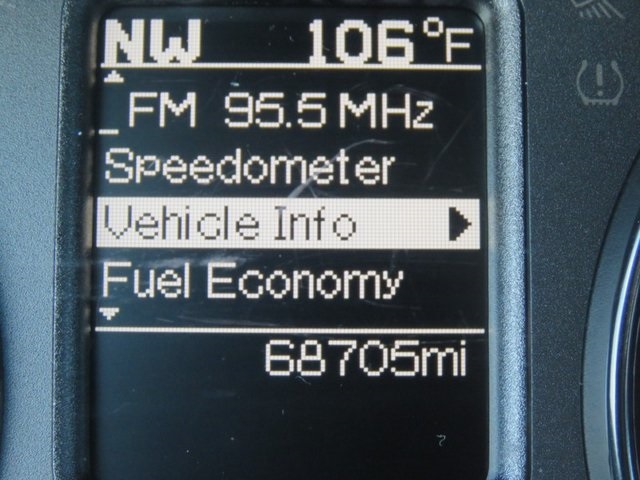 NW 106°F
FM 95.5 MHz
Speedometer
Vehicle Info
Fuel Economy
68705mi